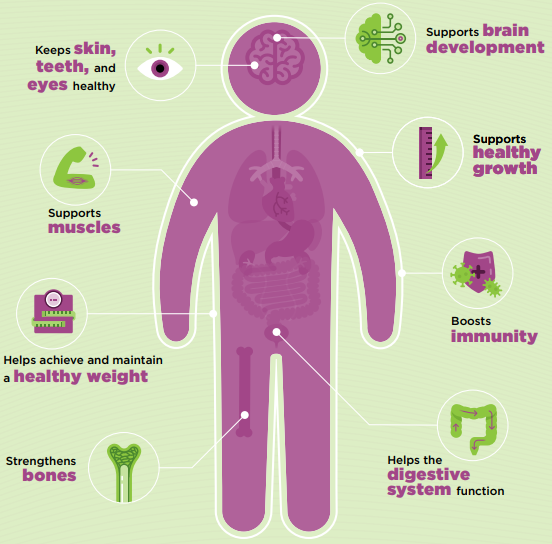 Keeps skin,
teeth, and
eyes healthy
Supports brain
development
Supports
healthy
growth
Supports
muscles
Boosts
immunity
Helps achieve and maintain
a healthy weight
Helps the
digestive
system function
Strengthens
bones